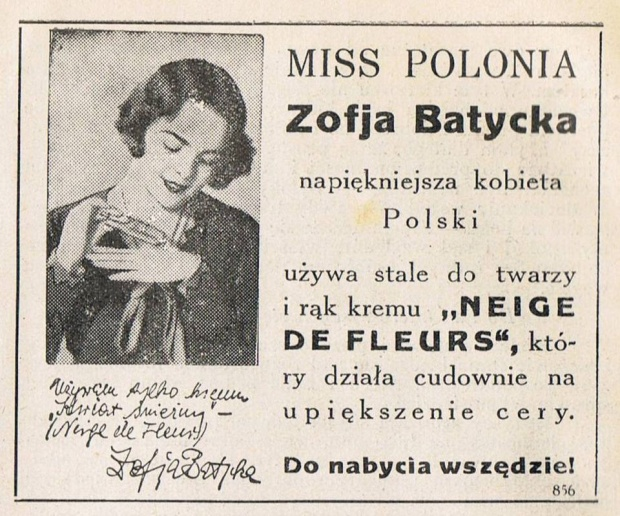 MISS POLONIA
Zofja Batycka
napiękniejsza kobieta
Polski
używa stale do twarzy
i rąk kremu „NEIGE
DE FLEURS“, któ-
ry działa cudownie na
upiększenie cery.
Do nabycia wszędzie!
856
Używam tylko kremu
„Kwiat Śnieżny” –
(Neige de Fleurs)
Zofja Batycka